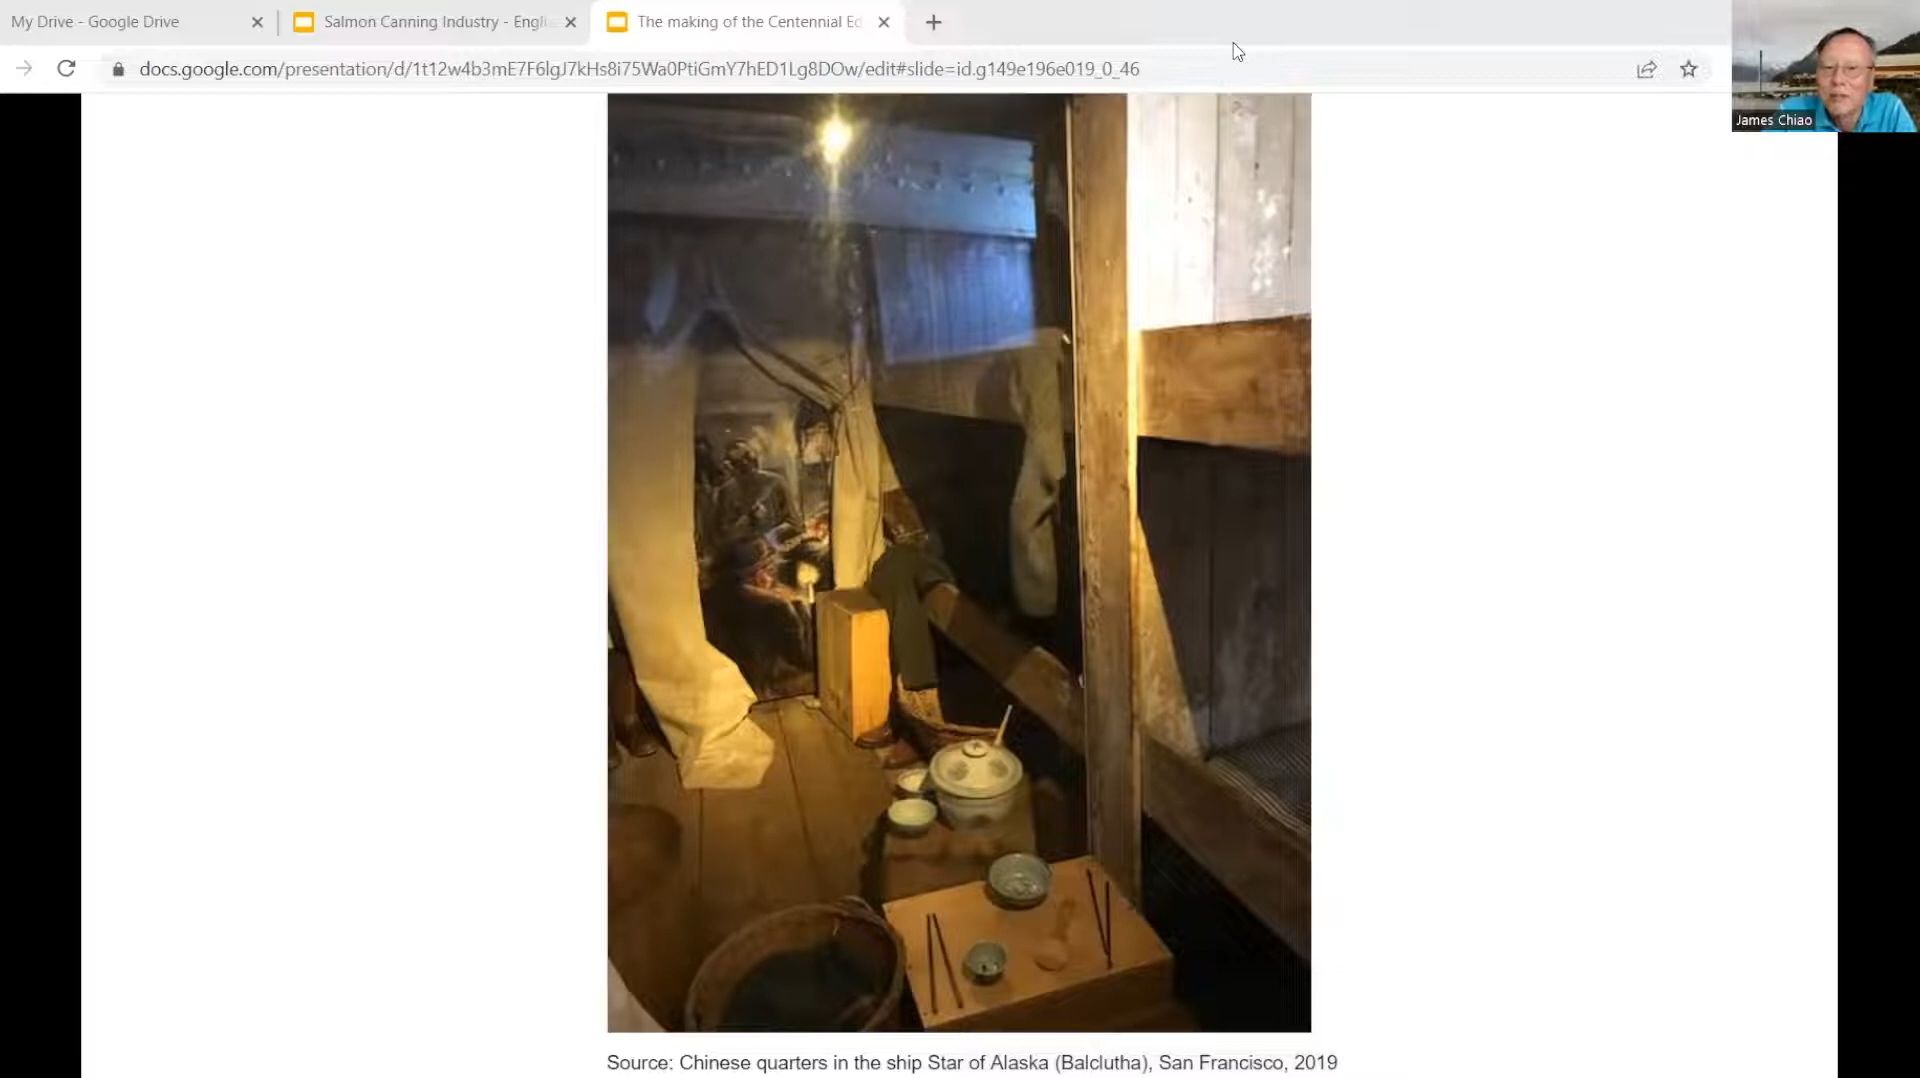 My Drive - Google Drive
Salmon Canning Industry - Engli
The making of the Centennial Ed
docs.google.com/presentation/d/1t12w4b3mE7F6lgJ7kHs8i75Wa0PtiGmY7hED1Lg8DOw/edit#slide=id.g149e196e019_0_46
James Chiao
Source: Chinese quarters in the ship Star of Alaska (Balclutha), San Francisco, 2019